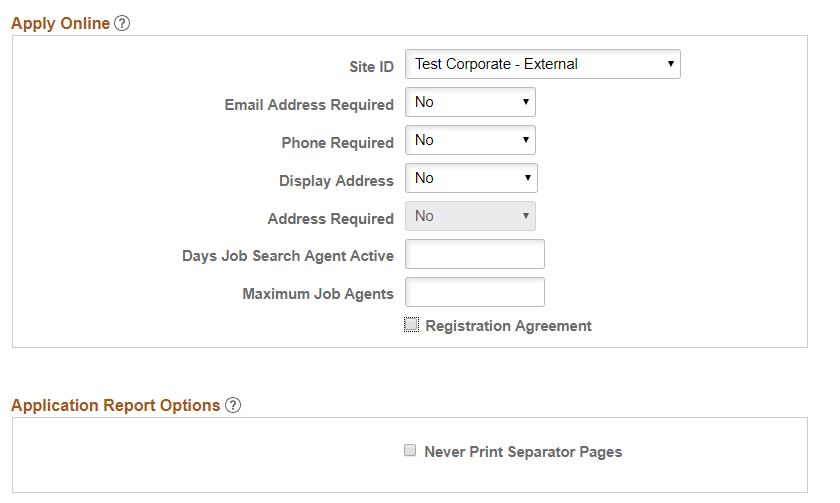 Apply Online ?
Site ID Test Corporate - External
Email Address Required No
Phone Required No
Display Address No
Address Required No
Days Job Search Agent Active
Maximum Job Agents
Registration Agreement
Application Report Options ?
Never Print Separator Pages